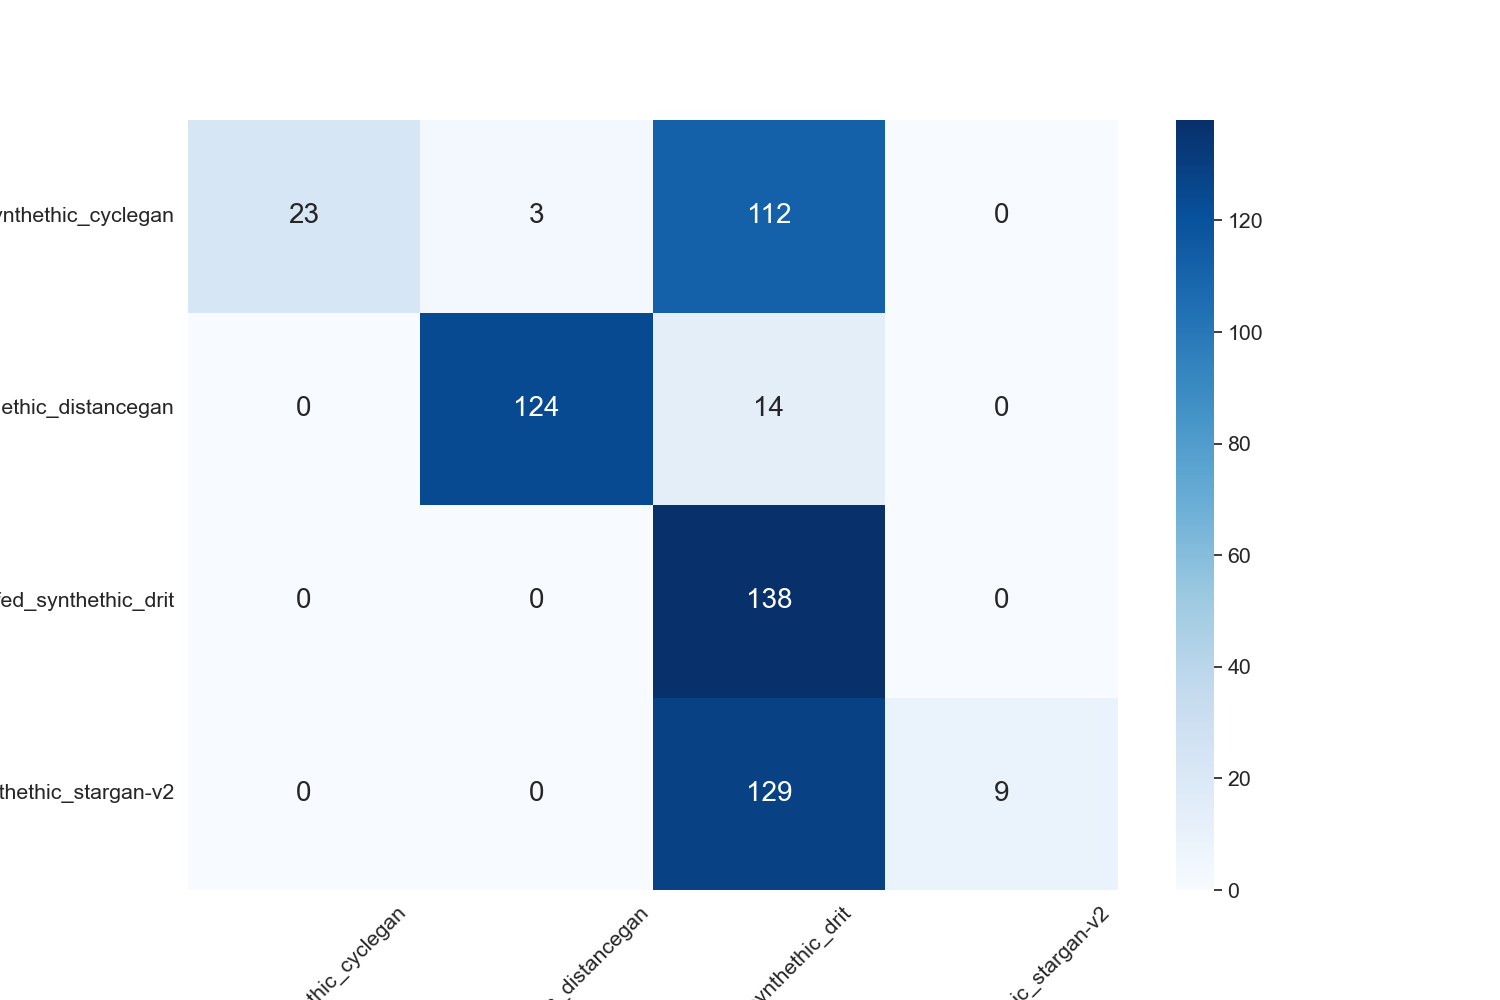 ynthethic_cyclegan 23 3 112 0
ethic_distancegan 0 124 14 0
fed_synthethic_drit 0 0 138 0
thethic_stargan-v2 0 0 129 9
thic_cyclegan
_distancegan
ynthethic_drit
ic_stargan-v2
120
100
80
60
40
20
0